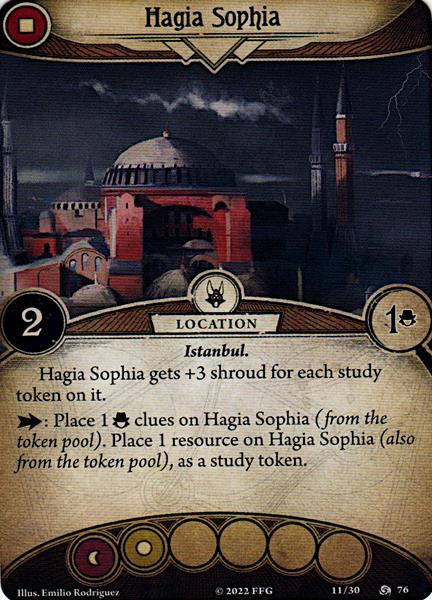 Hagia Sophia
2
1
LOCATION
Istanbul.
Hagia Sophia gets +3 shroud for each study
token on it.
: Place 1 clues on Hagia Sophia (from the
token pool). Place 1 resource on Hagia Sophia (also
from the token pool), as a study token.
Illus. Emilio Rodriguez © 2022 FFG 11/30 76